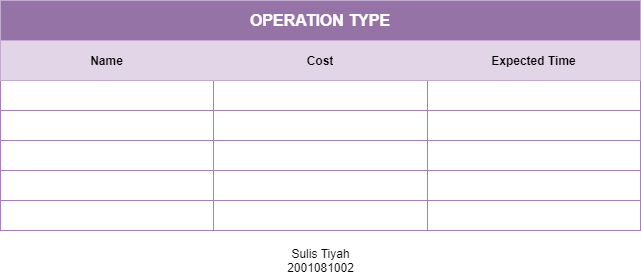 OPERATION TYPE
Name Cost Expected Time
Sulis Tiyah
2001081002